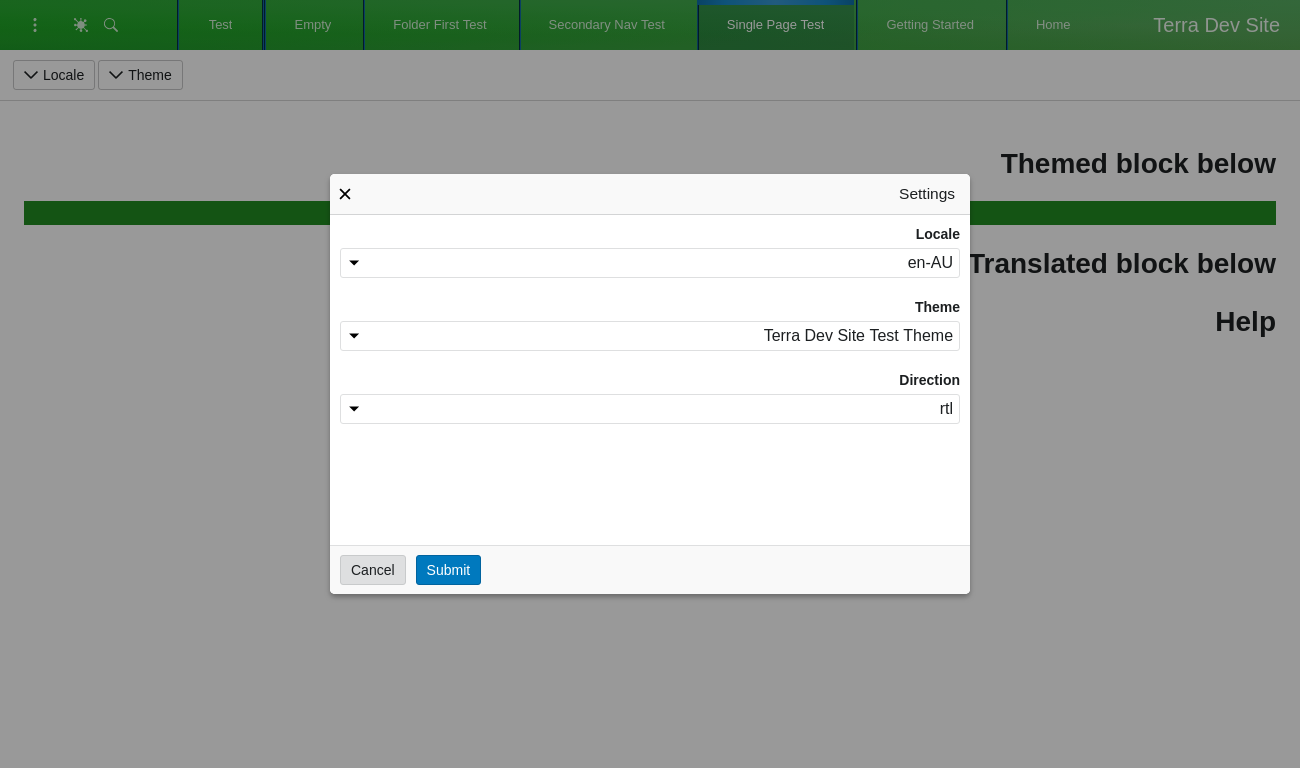 Terra Dev Site
Home
Getting Started
Single Page Test
Secondary Nav Test
Folder First Test
Empty
Test
Locale
Theme
Themed block below
Translated block below
Help
Settings
Locale
en-AU
Theme
Terra Dev Site Test Theme
Direction
rtl
Submit
Cancel